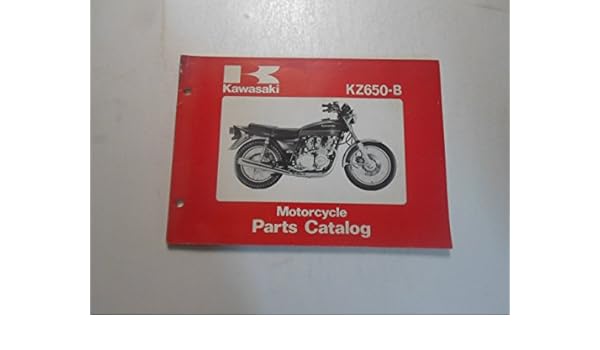 Kawasaki
KZ650-B
Motorcycle
Parts Catalog